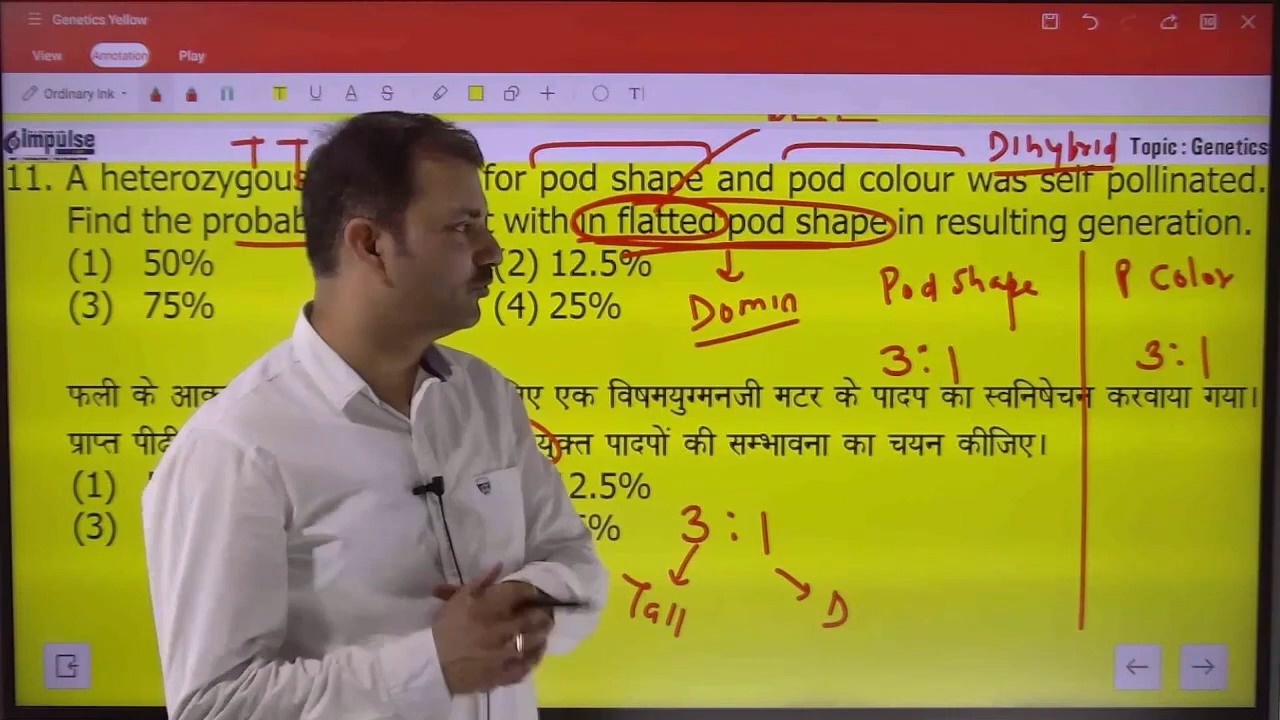 Genetics Yellow
View Annotation Play
Ordinary Ink T U A S T
impulse Topic : Genetics
T T Dihybrid
11. A heterozygous for pod shape and pod colour was self pollinated.
Find the with in flatted pod shape in resulting generation.
(1) 50% (2) 12.5%
(3) 75% (4) 25%
Domin
Pod Shape P Color
3:1 3:1
फली के एक विषमयुग्मनजी मटर के पादप का स्वनिषेचन करवाया गया।
पादपों की सम्भावना का चयन कीजिए।
(1) 2.5%
(3)
3:1
Tall D